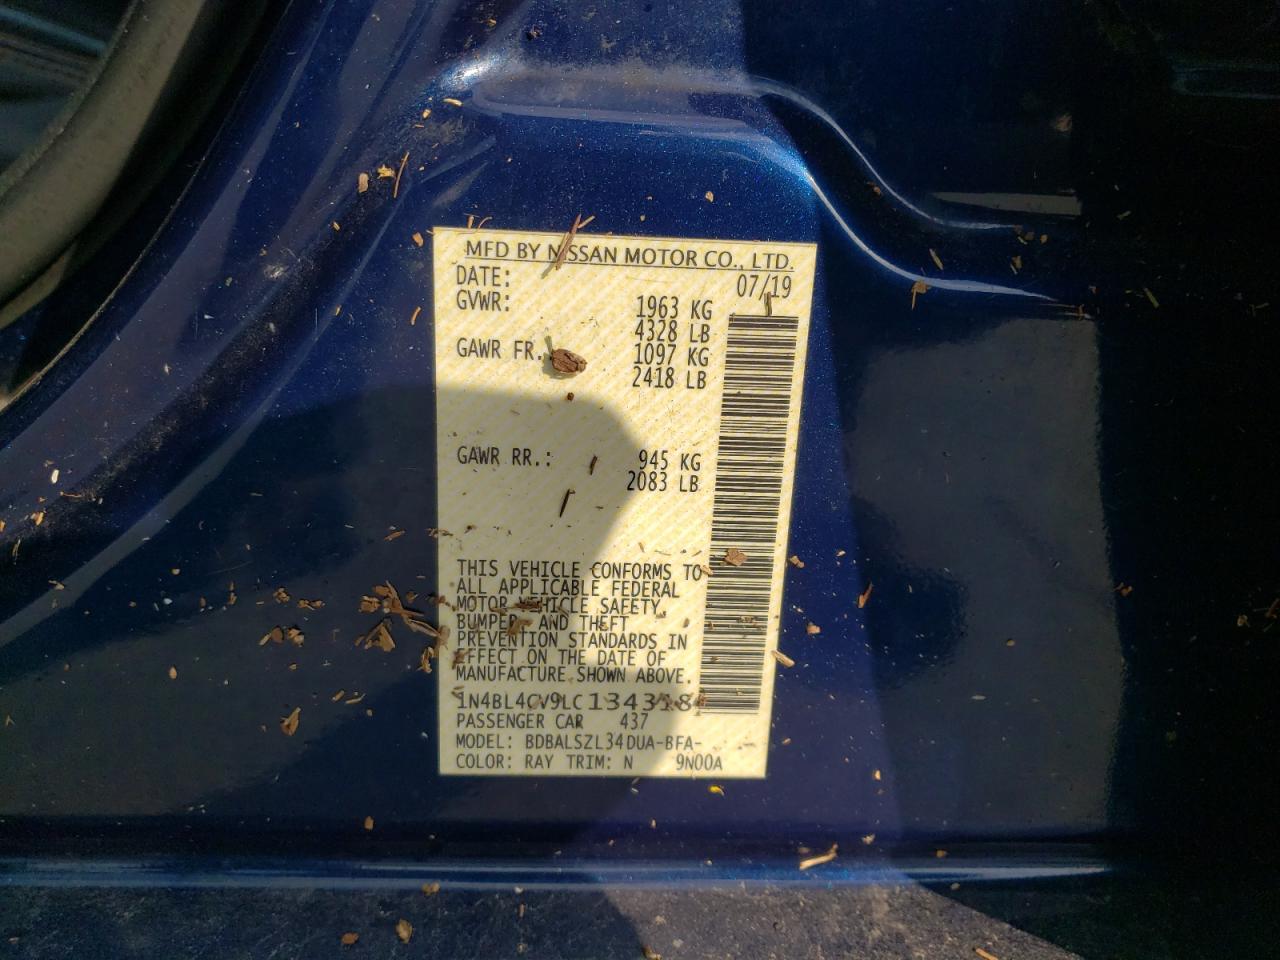 MFD BY NISSAN MOTOR CO., LTD.
DATE: 07/19
GVWR: 1963 KG
4328 LB
GAWR FR. 1097 KG
2418 LB
GAWR RR.: 945 KG
2083 LB
THIS VEHICLE CONFORMS TO
ALL APPLICABLE FEDERAL
MOTOR VEHICLE SAFETY,
BUMPER, AND THEFT
PREVENTION STANDARDS IN
EFFECT ON THE DATE OF
MANUFACTURE SHOWN ABOVE.
1N4BL4CV9LC134318
PASSENGER CAR 437
MODEL: BDBALSZL34DUA-BFA-
COLOR: RAY TRIM: N 9N00A